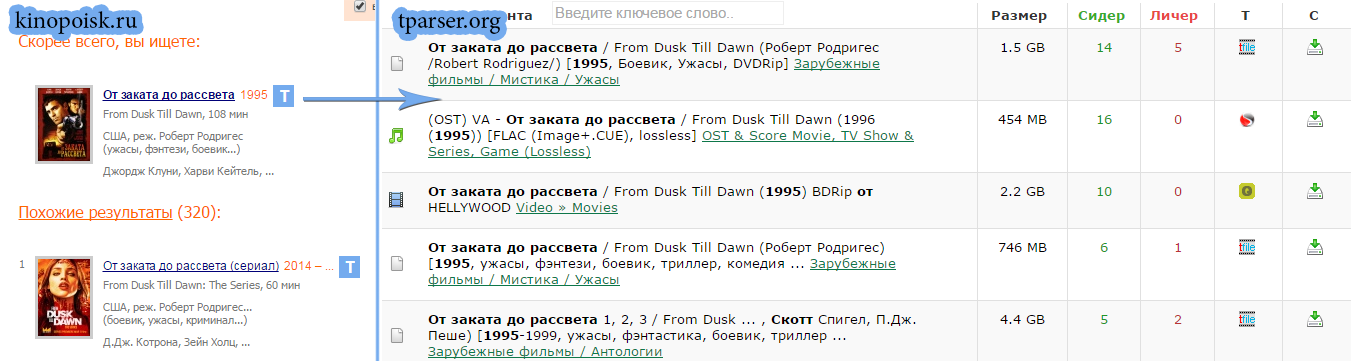 kinopoisk.ru
в
Скорее всего, вы ищете:
От заката до рассвета 1995 T
From Dusk Till Dawn, 108 мин
США, реж. Роберт Родригес
(ужасы, фэнтези, боевик...)
Джордж Клуни, Харви Кейтель, ...
Похожие результаты (320):
1 От заката до рассвета (сериал) 2014 – ... T
From Dusk Till Dawn: The Series, 60 мин
США, реж. Роберт Родригес...
(боевик, ужасы, криминал...)
Д.Дж. Котрона, Зейн Холц, ...
tparser.org
нта Введите ключевое слово.. Размер Сидер Личер Т С
От заката до рассвета / From Dusk Till Dawn (Роберт Родригес
/Robert Rodriguez/) [1995, Боевик, Ужасы, DVDRip] Зарубежные
фильмы / Мистика / Ужасы
1.5 GB 14 5 tfile
(OST) VA - От заката до рассвета / From Dusk Till Dawn (1996
(1995)) [FLAC (Image+.CUE), lossless] OST & Score Movie, TV Show &
Series, Game (Lossless)
454 MB 16 0
От заката до рассвета / From Dusk Till Dawn (1995) BDRip от
HELLYWOOD Video » Movies
2.2 GB 10 0
От заката до рассвета / From Dusk Till Dawn (Роберт Родригес)
[1995, ужасы, фэнтези, боевик, триллер, комедия ... Зарубежные
фильмы / Мистика / Ужасы
746 MB 6 1 tfile
От заката до рассвета 1, 2, 3 / From Dusk ... , Скотт Спигел, П.Дж.
Пеше) [1995-1999, ужасы, фэнтастика, боевик, триллер ...
Зарубежные фильмы / Антологии
4.4 GB 5 2 tfile